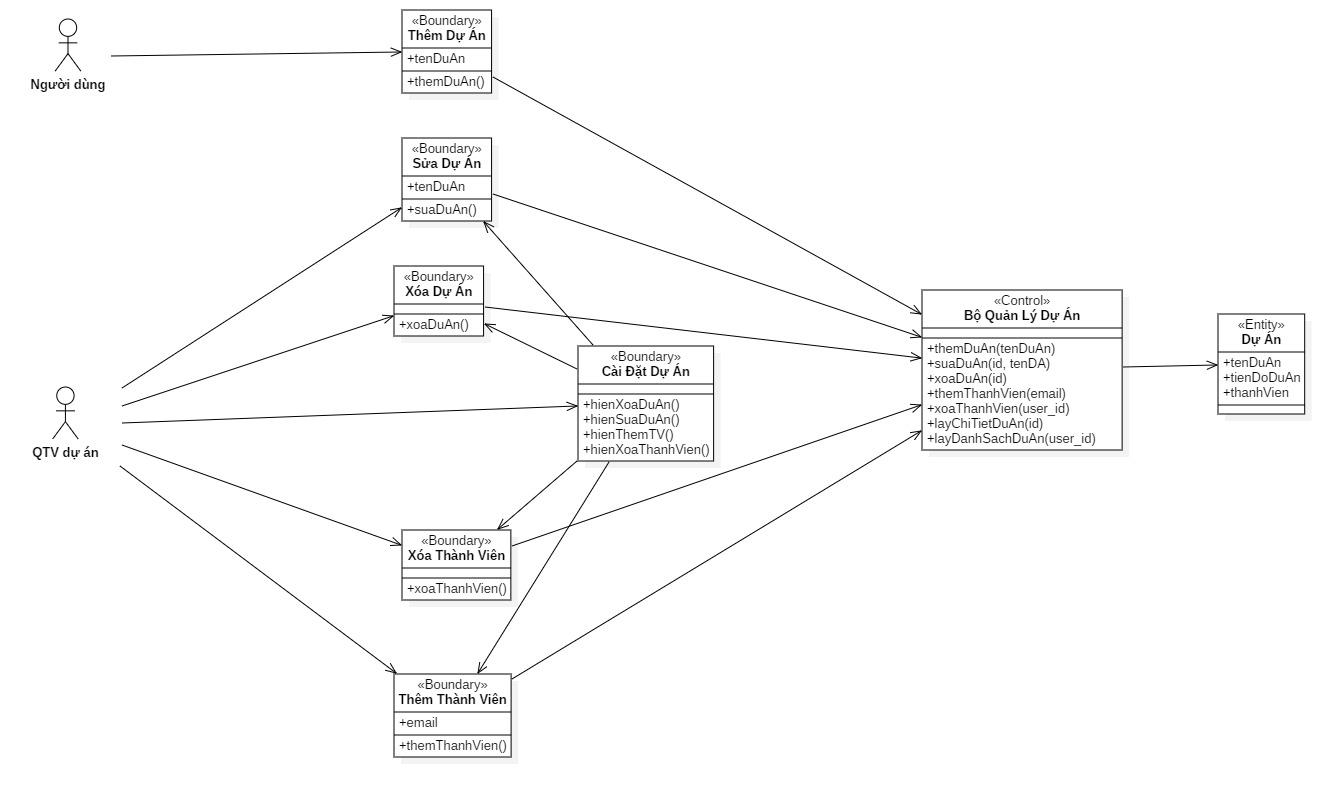 Người dùng
«Boundary»
Thêm Dự Án
+tenDuAn
+themDuAn()
«Boundary»
Sửa Dự Án
+tenDuAn
+suaDuAn()
«Boundary»
Xóa Dự Án
+xoaDuAn()
QTV dự án
«Boundary»
Cài Đặt Dự Án
+hienXoaDuAn()
+hienSuaDuAn()
+hienThemTV()
+hienXoaThanhVien()
«Boundary»
Xóa Thành Viên
+xoaThanhVien()
«Boundary»
Thêm Thành Viên
+email
+themThanhVien()
«Control»
Bộ Quản Lý Dự Án
+themDuAn(tenDuAn)
+suaDuAn(id, tenDA)
+xoaDuAn(id)
+themThanhVien(email)
+xoaThanhVien(user_id)
+layChiTietDuAn(id)
+layDanhSachDuAn(user_id)
«Entity»
Dự Án
+tenDuAn
+tienDoDuAn
+thanhVien